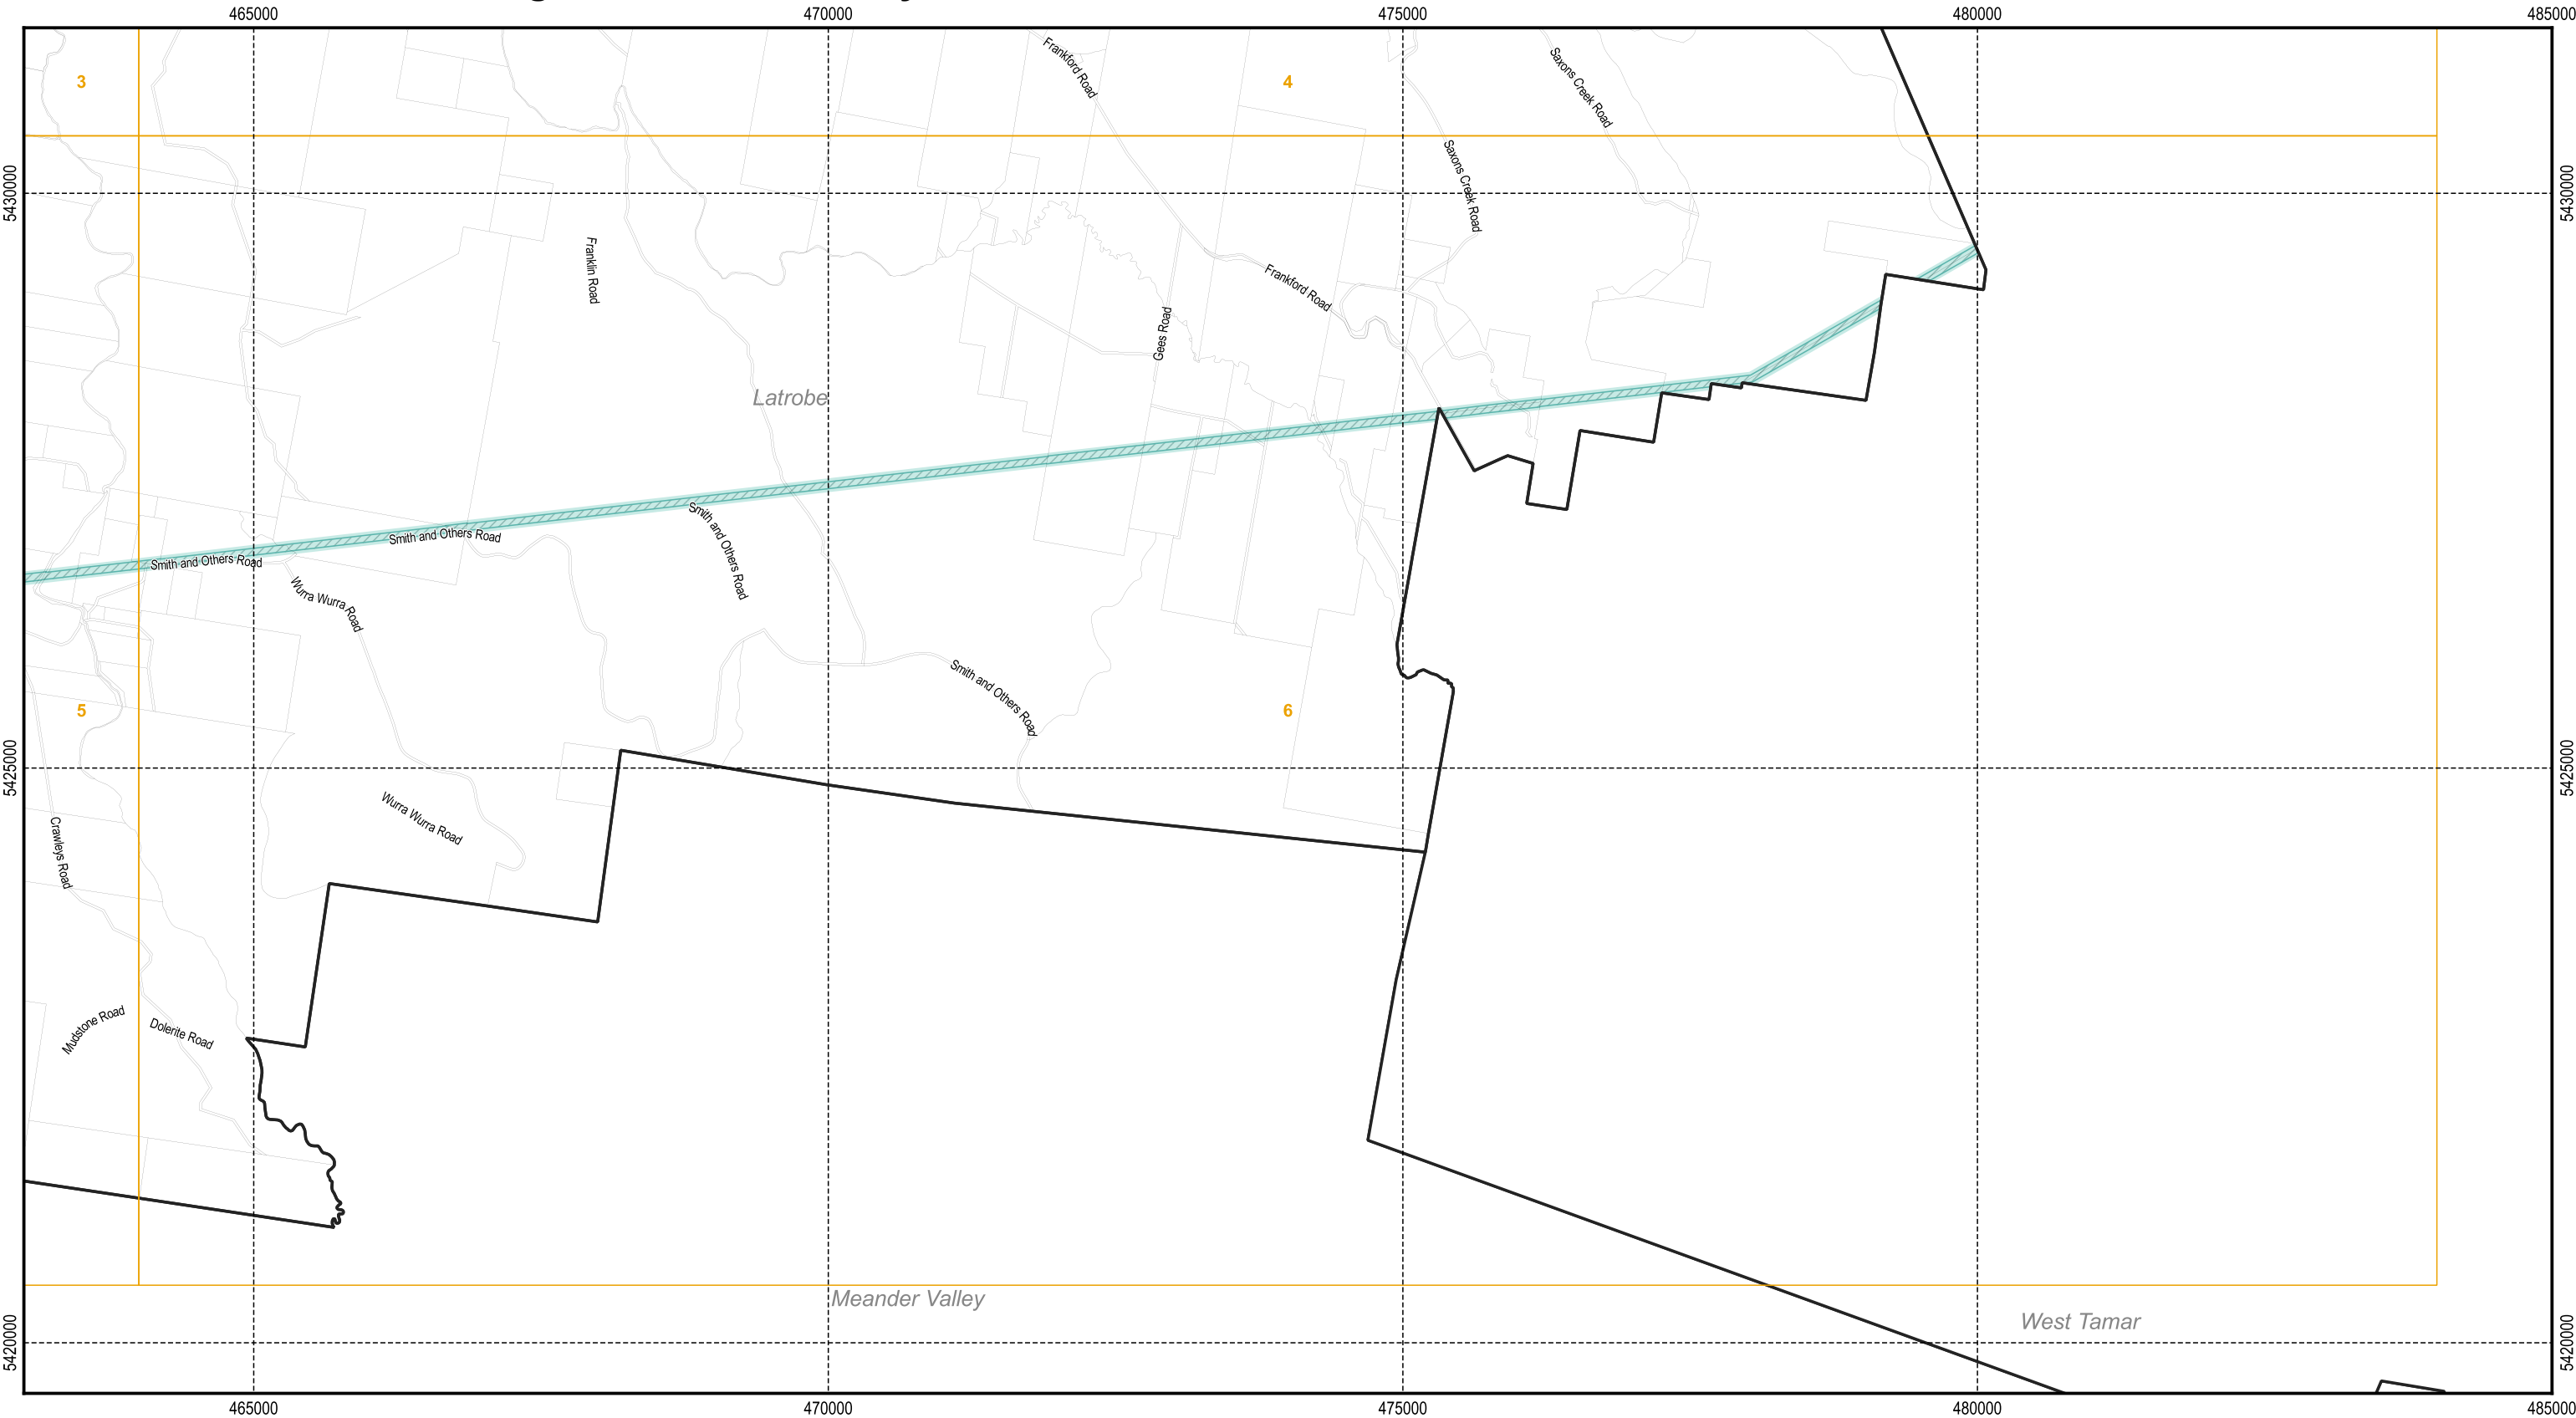 465000
470000
475000
480000
485000
3
4
Frankford Road
Saxons Creek Road
Saxons Creek Road
5430000
5430000
Franklin Road
Frankford Road
Gees Road
Latrobe
Smith and Others Road
Smith and Others Road
Smith and Others Road
Wurra Wurra Road
Smith and Others Road
5
6
5425000
5425000
Wurra Wurra Road
Crawleys Road
Mudstone Road
Dolerite Road
Meander Valley
West Tamar
5420000
5420000
465000
470000
475000
480000
485000